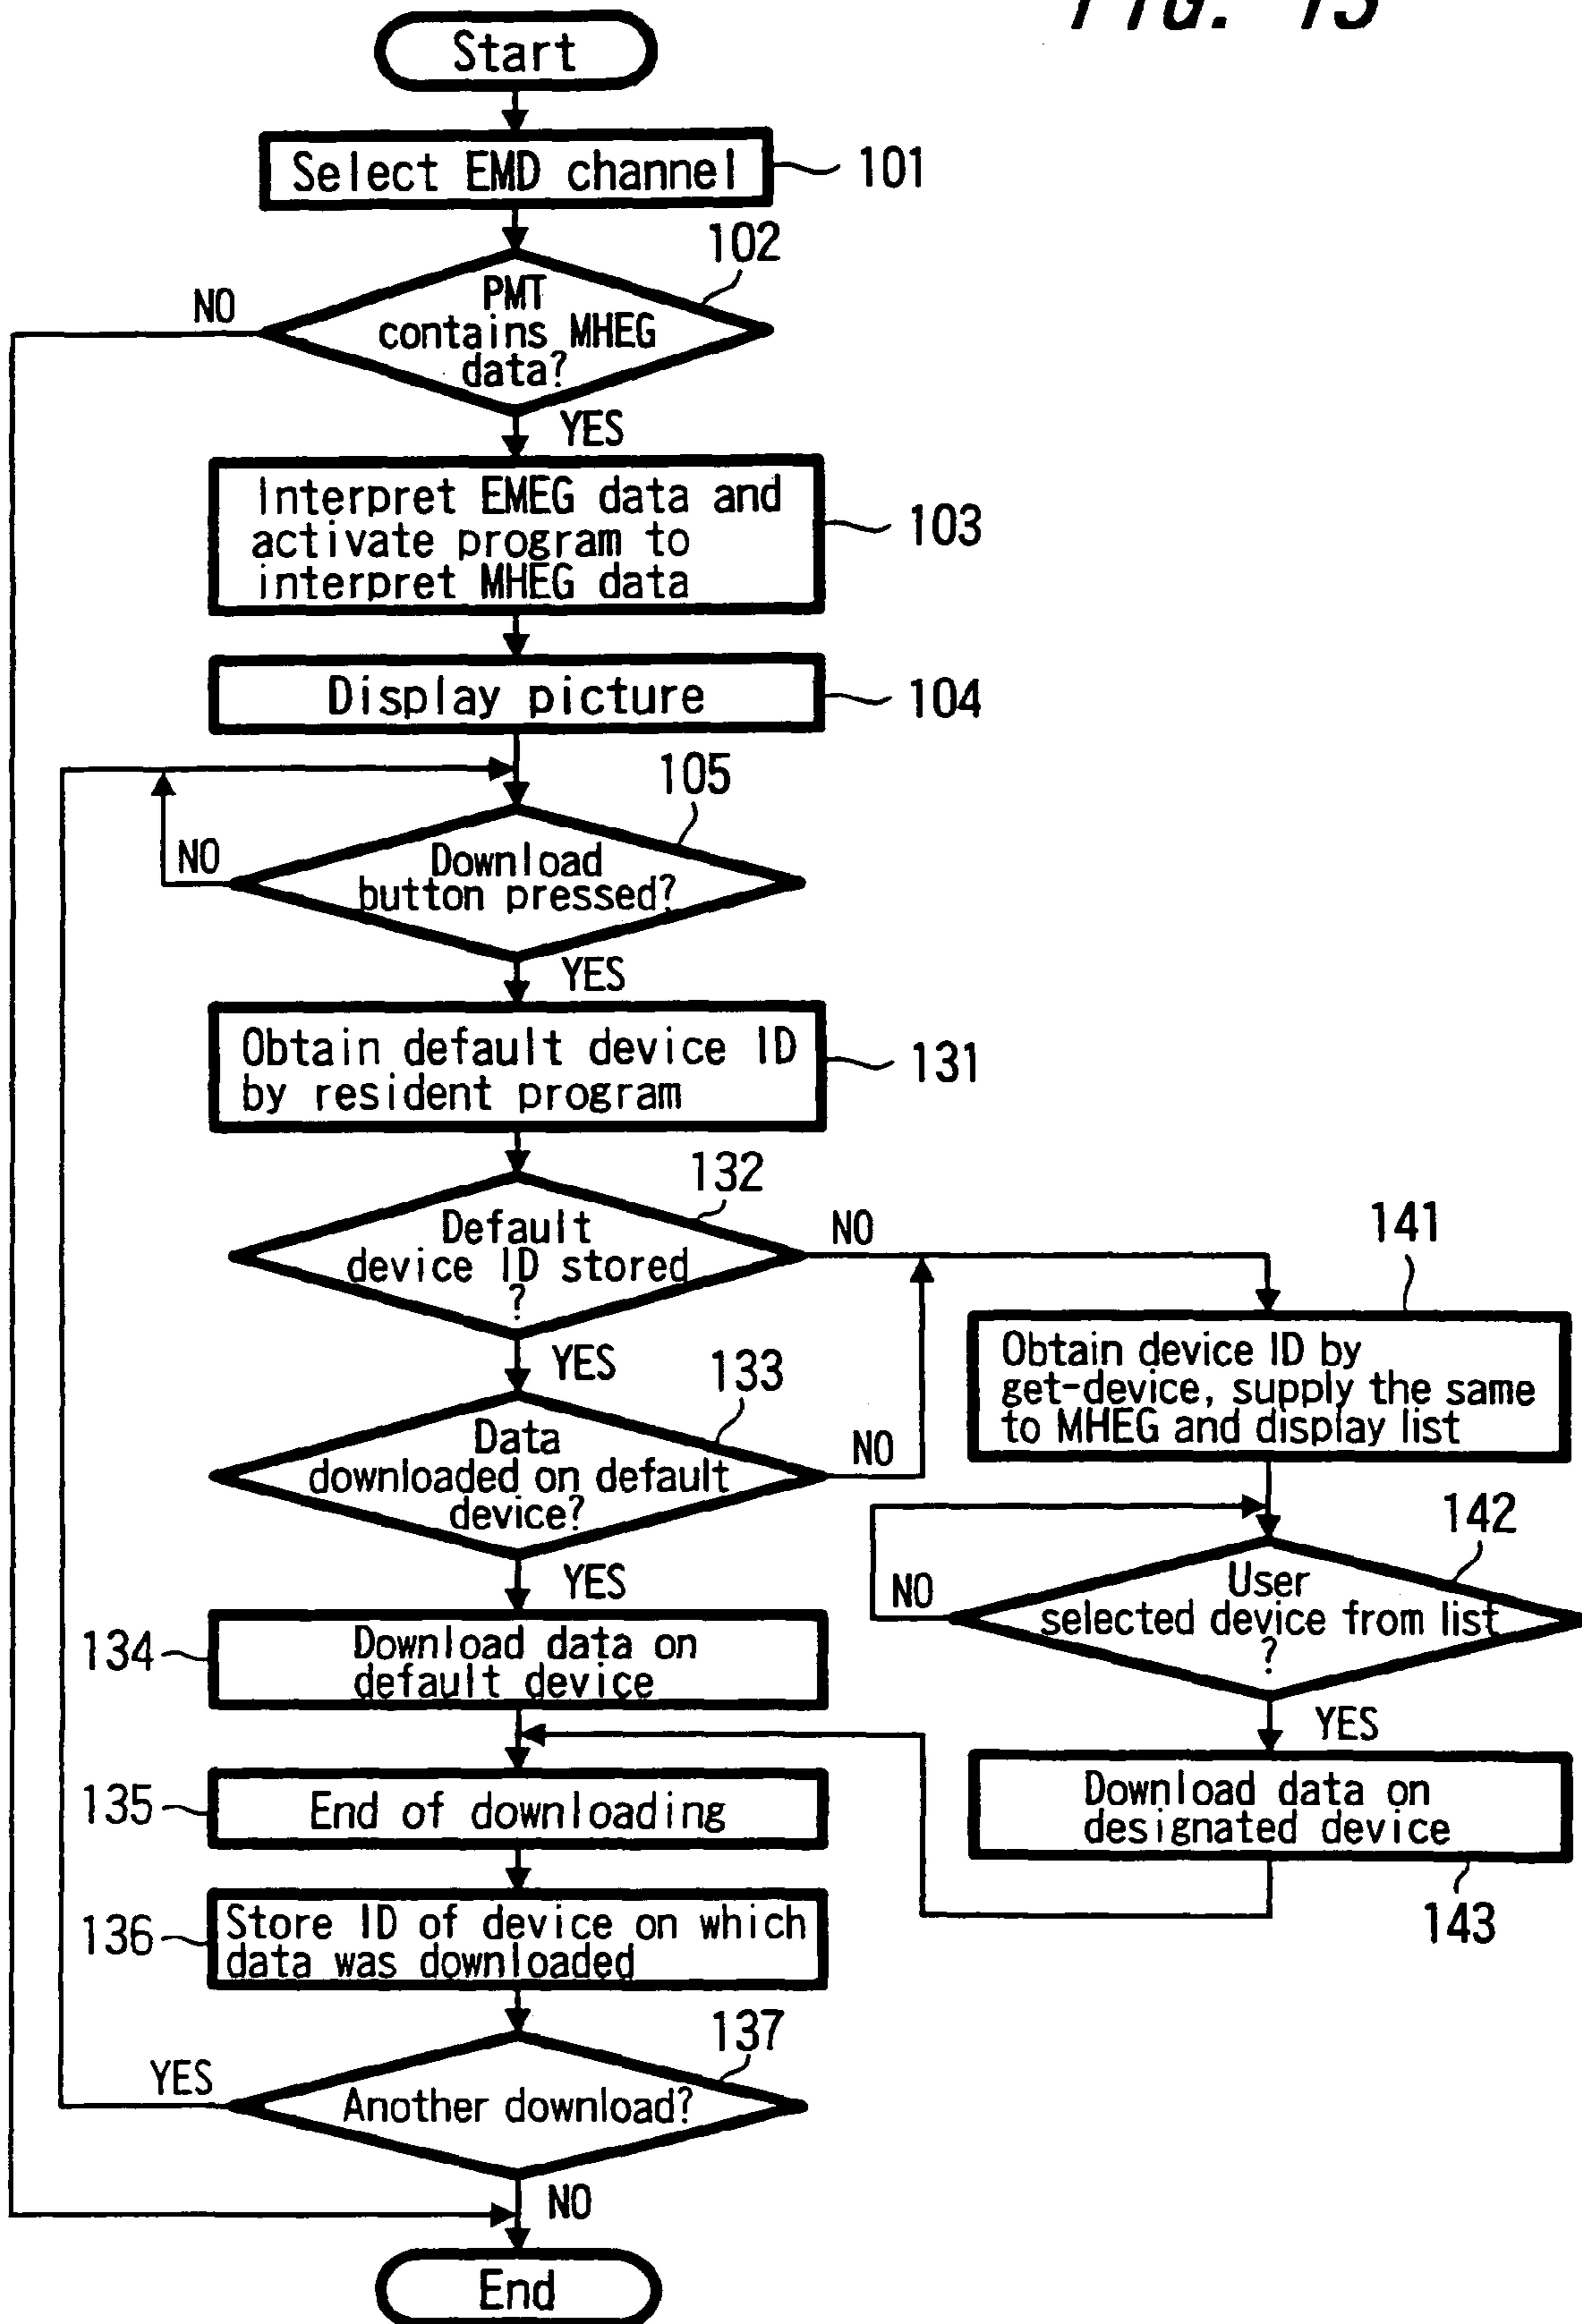 FIG. 13
Start
Select EMD channel
101
102
PMT
contains MHEG
data?
NO
YES
Interpret EMEG data and
activate program to
interpret MHEG data
103
Display picture
104
105
Download
button pressed?
NO
YES
Obtain default device ID
by resident program
131
132
Default
device ID stored
?
NO
YES
133
Data
downloaded on default
device?
NO
YES
141
Obtain device ID by
get-device, supply the same
to MHEG and display list
142
User
selected device from list
?
NO
YES
134
Download data on
default device
Download data on
designated device
143
135
End of downloading
136
Store ID of device on which
data was downloaded
137
Another download?
YES
NO
End